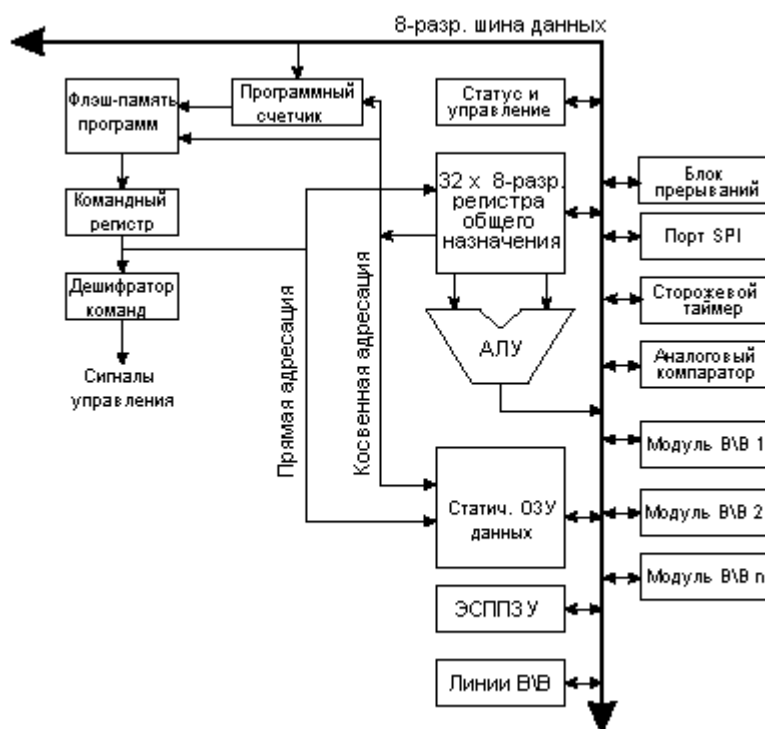 8-разр. шина данных
Флэш-память
программ
Программный
счетчик
Статус и
управление
32 x 8-разр.
регистра
общего
назначения
Блок
прерываний
Командный
регистр
Порт SPI
Дешифратор
команд
Сторожевой
таймер
АЛУ
Аналоговый
компаратор
Сигналы
управления
Прямая адресация
Косвенная адресация
Модуль В\В 1
Статич. ОЗУ
данных
Модуль В\В 2
Модуль В\В n
ЭСППЗУ
Линии В\В